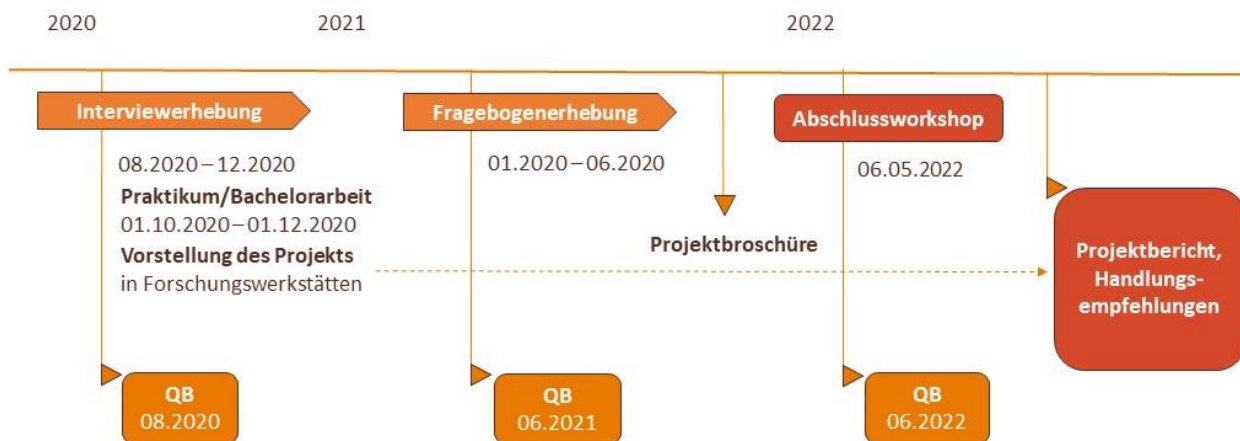 2020
2021
2022
Interviewerhebung
Fragebogenerhebung
Abschlussworkshop
08.2020 – 12.2020
Praktikum/Bachelorarbeit
01.10.2020 – 01.12.2020
Vorstellung des Projekts
in Forschungswerkstätten
01.2020 – 06.2020
06.05.2022
Projektbroschüre
Projektbericht,
Handlungs-
empfehlungen
QB
08.2020
QB
06.2021
QB
06.2022